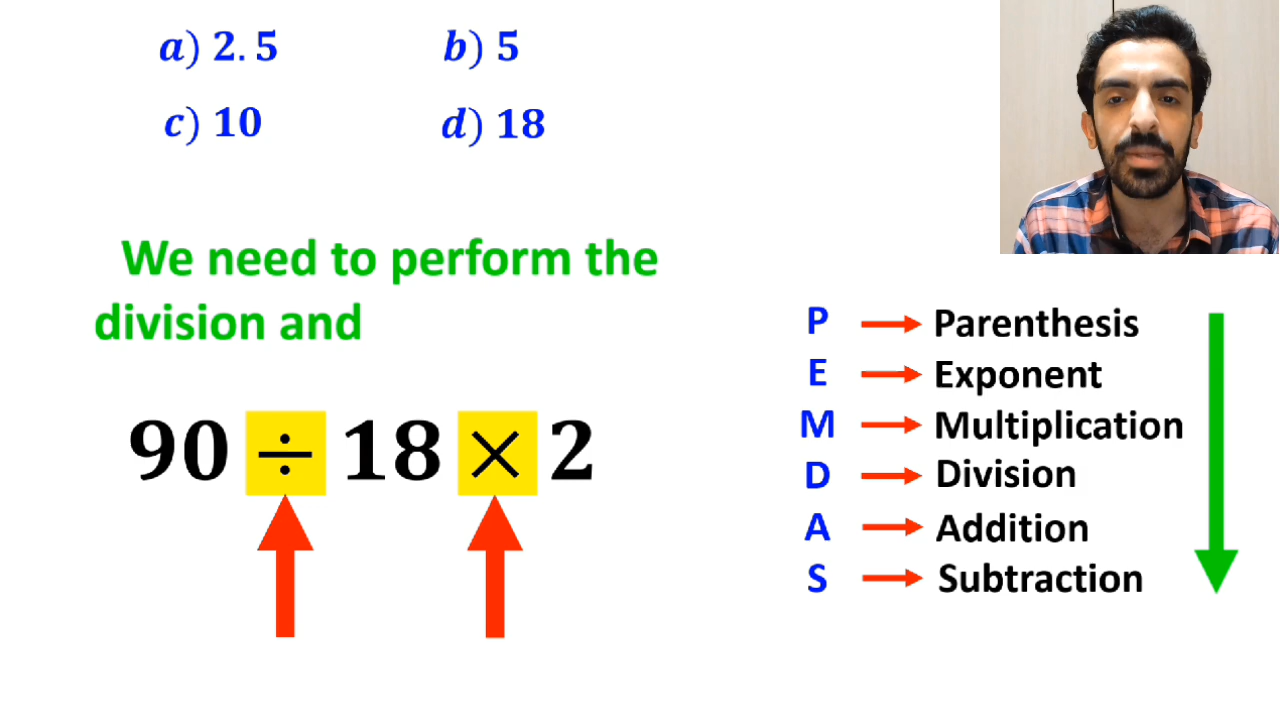 a) 2.5 b) 5
c) 10 d) 18
We need to perform the
division and
90 ÷ 18 × 2
P Parenthesis
E Exponent
M Multiplication
D Division
A Addition
S Subtraction